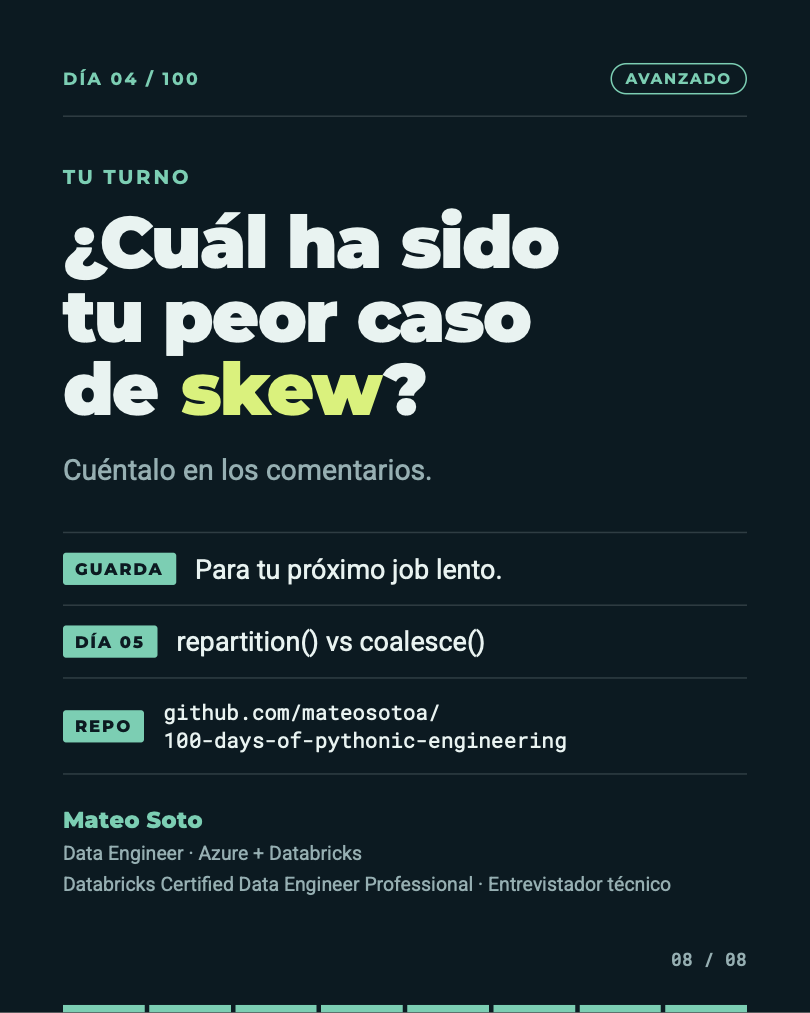 DÍA 04 / 100
AVANZADO
TU TURNO
¿Cuál ha sido
tu peor caso
de skew?
Cuéntalo en los comentarios.
GUARDA Para tu próximo job lento.
DÍA 05 repartition() vs coalesce()
REPO github.com/mateosotoa/
100-days-of-pythonic-engineering
Mateo Soto
Data Engineer · Azure + Databricks
Databricks Certified Data Engineer Professional · Entrevistador técnico
08 / 08